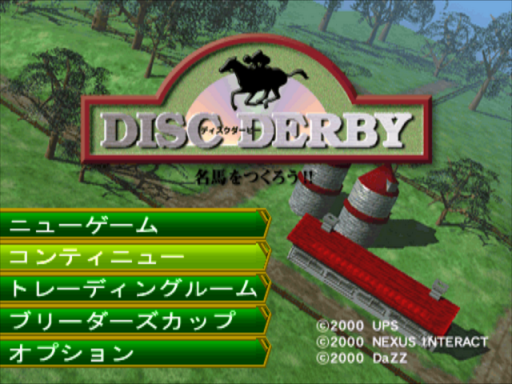 DISC DERBY
ディスクダービー
名馬をつくろう!!
ニューゲーム
コンティニュー
トレーディングルーム
ブリーダーズカップ
オプション
©2000 UPS
©2000 NEXUS INTERACT
©2000 DaZZ